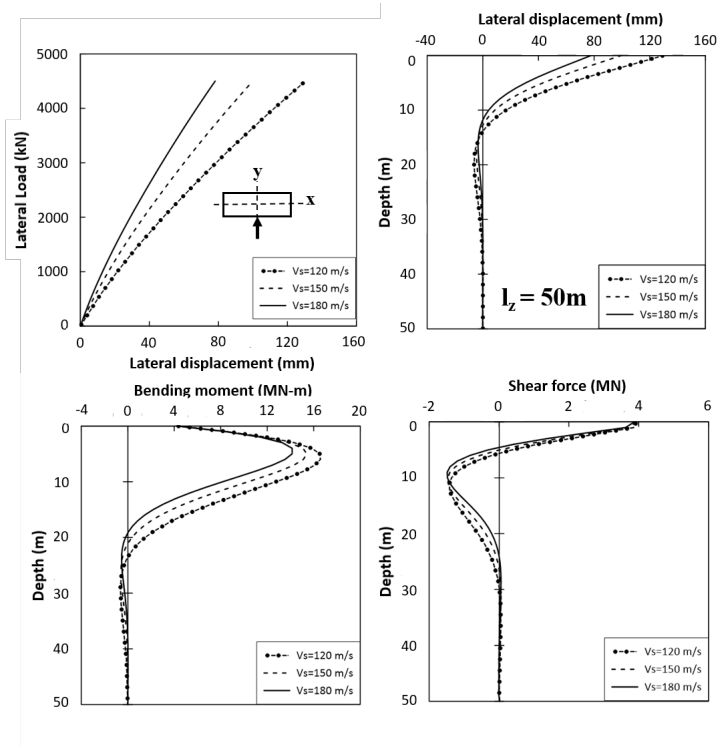 5000
4000
3000
2000
1000
0
0 40 80 120 160
Lateral Load (kN)
Lateral displacement (mm)
y
x
Vs=120 m/s
Vs=150 m/s
Vs=180 m/s
Lateral displacement (mm)
-40 0 40 80 120 160
0
10
20
30
40
50
Depth (m)
l_z = 50m
Vs=120 m/s
Vs=150 m/s
Vs=180 m/s
Bending moment (MN-m)
-4 0 4 8 12 16 20
0
10
20
30
40
50
Depth (m)
Vs=120 m/s
Vs=150 m/s
Vs=180 m/s
Shear force (MN)
-2 0 2 4 6
0
10
20
30
40
50
Depth (m)
Vs=120 m/s
Vs=150 m/s
Vs=180 m/s